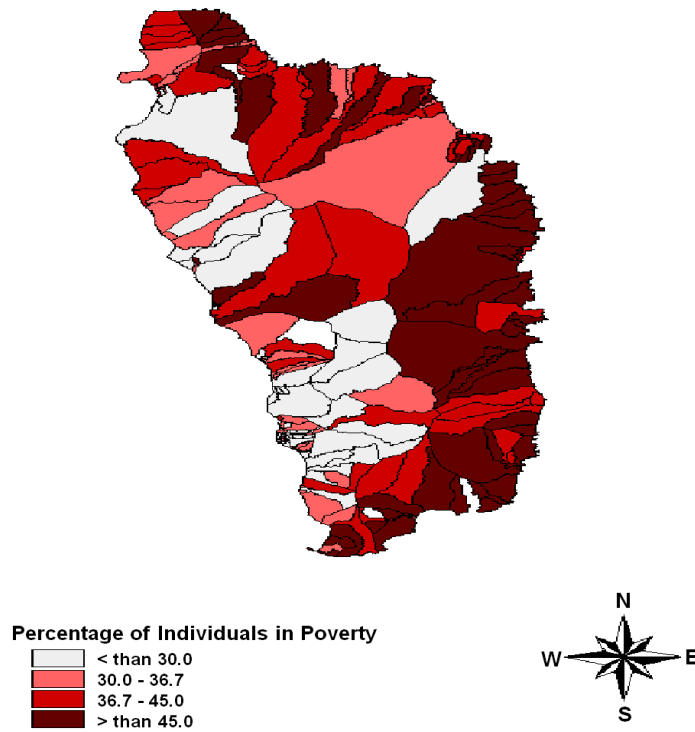 Percentage of Individuals in Poverty
< than 30.0
30.0 - 36.7
36.7 - 45.0
> than 45.0
N
W E
S